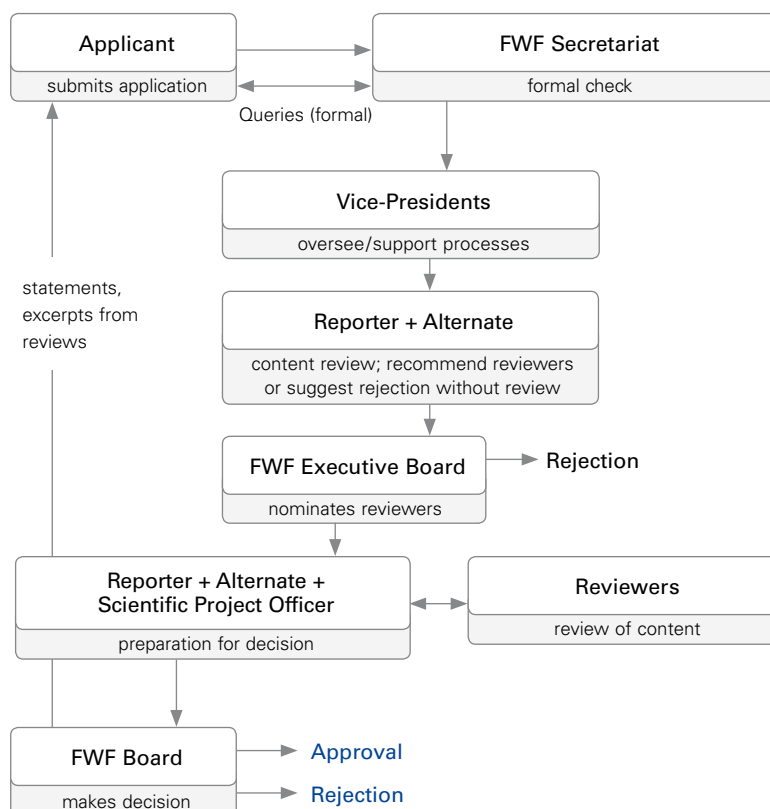 Applicant
submits application
FWF Secretariat
formal check
Queries (formal)
Vice-Presidents
oversee/support processes
statements,
excerpts from
reviews
Reporter + Alternate
content review; recommend reviewers
or suggest rejection without review
FWF Executive Board
nominates reviewers
Rejection
Reporter + Alternate +
Scientific Project Officer
preparation for decision
Reviewers
review of content
FWF Board
makes decision
Approval
Rejection